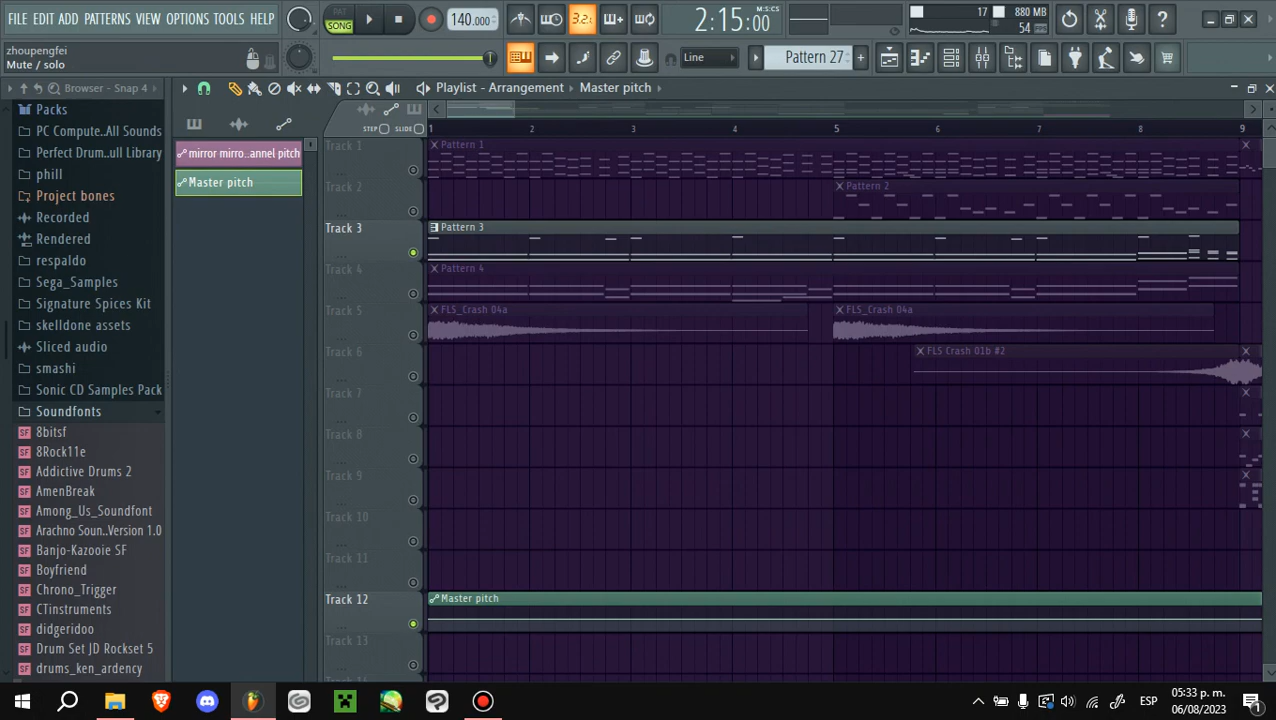 FILE EDIT ADD PATTERNS VIEW OPTIONS TOOLS HELP
PAT
SONG
140.000
3.2
2:15:00
M:S:CS
17
880 MB
54
zhoupengfei
Mute / solo
Line
Pattern 27
Browser - Snap 4
Playlist - Arrangement
Master pitch
STEP
SLIDE
1 2 3 4 5 6 7 8 9
Packs
PC Compute..All Sounds
Perfect Drum..ull Library
phill
Project bones
Recorded
Rendered
respaldo
Sega_Samples
Signature Spices Kit
skelldone assets
Sliced audio
smashi
Sonic CD Samples Pack
Soundfonts
8bitsf
8Rock11e
Addictive Drums 2
AmenBreak
Among_Us_Soundfont
Arachno Soun..Version 1.0
Banjo-Kazooie SF
Boyfriend
Chrono_Trigger
CTinstruments
didgeridoo
Drum Set JD Rockset 5
drums_ken_ardency
mirror mirro..annel pitch
Master pitch
Track 1
Pattern 1
Track 2
Pattern 2
Track 3
Pattern 3
Track 4
Pattern 4
Track 5
FLS_Crash 04a
FLS_Crash 04a
Track 6
FLS Crash 01b #2
Track 7
Track 8
Track 9
Track 10
Track 11
Track 12
Master pitch
Track 13
ESP
05:33 p. m.
06/08/2023
1